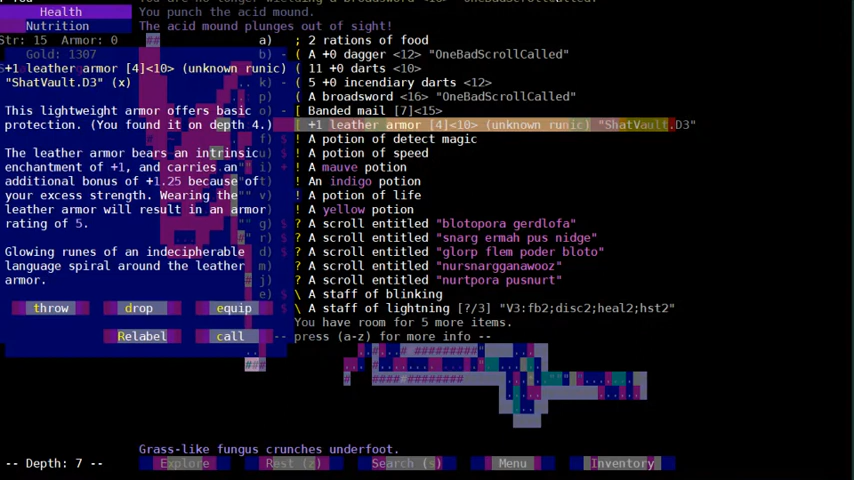 Health
You punch the acid mound.
Nutrition
The acid mound plunges out of sight!
Str: 15 Armor: 0
a) ; 2 rations of food
Gold: 1307
- ( A +0 dagger <12> "OneBadScrollCalled"
+1 leather armor [4]<10> (unknown runic)
( 11 +0 darts <10>
"ShatVault.D3" (x)
k) ( 5 +0 incendiary darts <12>
p) ( A broadsword <16> "OneBadScrollCalled"
This lightweight armor offers basic
o) - [ Banded mail [7]<15>
protection. (You found it on depth 4.)
[ +1 leather armor [4]<10> (unknown runic) "ShatVault.D3"
f) ! A potion of detect magic
The leather armor bears an intrinsic
! A potion of speed
enchantment of +1, and carries an
i) ! A mauve potion
additional bonus of +1.25 because of
t) ! An indigo potion
your excess strength. Wearing the
v) ! A potion of life
leather armor will result in an armor
l) ! A yellow potion
rating of 5.
g) ? A scroll entitled "blotopora gerdlofa"
r) ? A scroll entitled "snarg ermah pus nidge"
Glowing runes of an indecipherable
d) ? A scroll entitled "glorp flem poder bloto"
language spiral around the leather
m) ? A scroll entitled "nursnargganawooz"
armor.
j) ? A scroll entitled "nurtpora pusnurt"
e) \ A staff of blinking
throw drop equip
\ A staff of lightning [?/3] "V3:fb2;disc2;heal2;hst2"
You have room for 5 more items.
Relabel call
-- press (a-z) for more info --
Grass-like fungus crunches underfoot.
-- Depth: 7 -- Explore Rest (z) Search (s) Menu Inventory